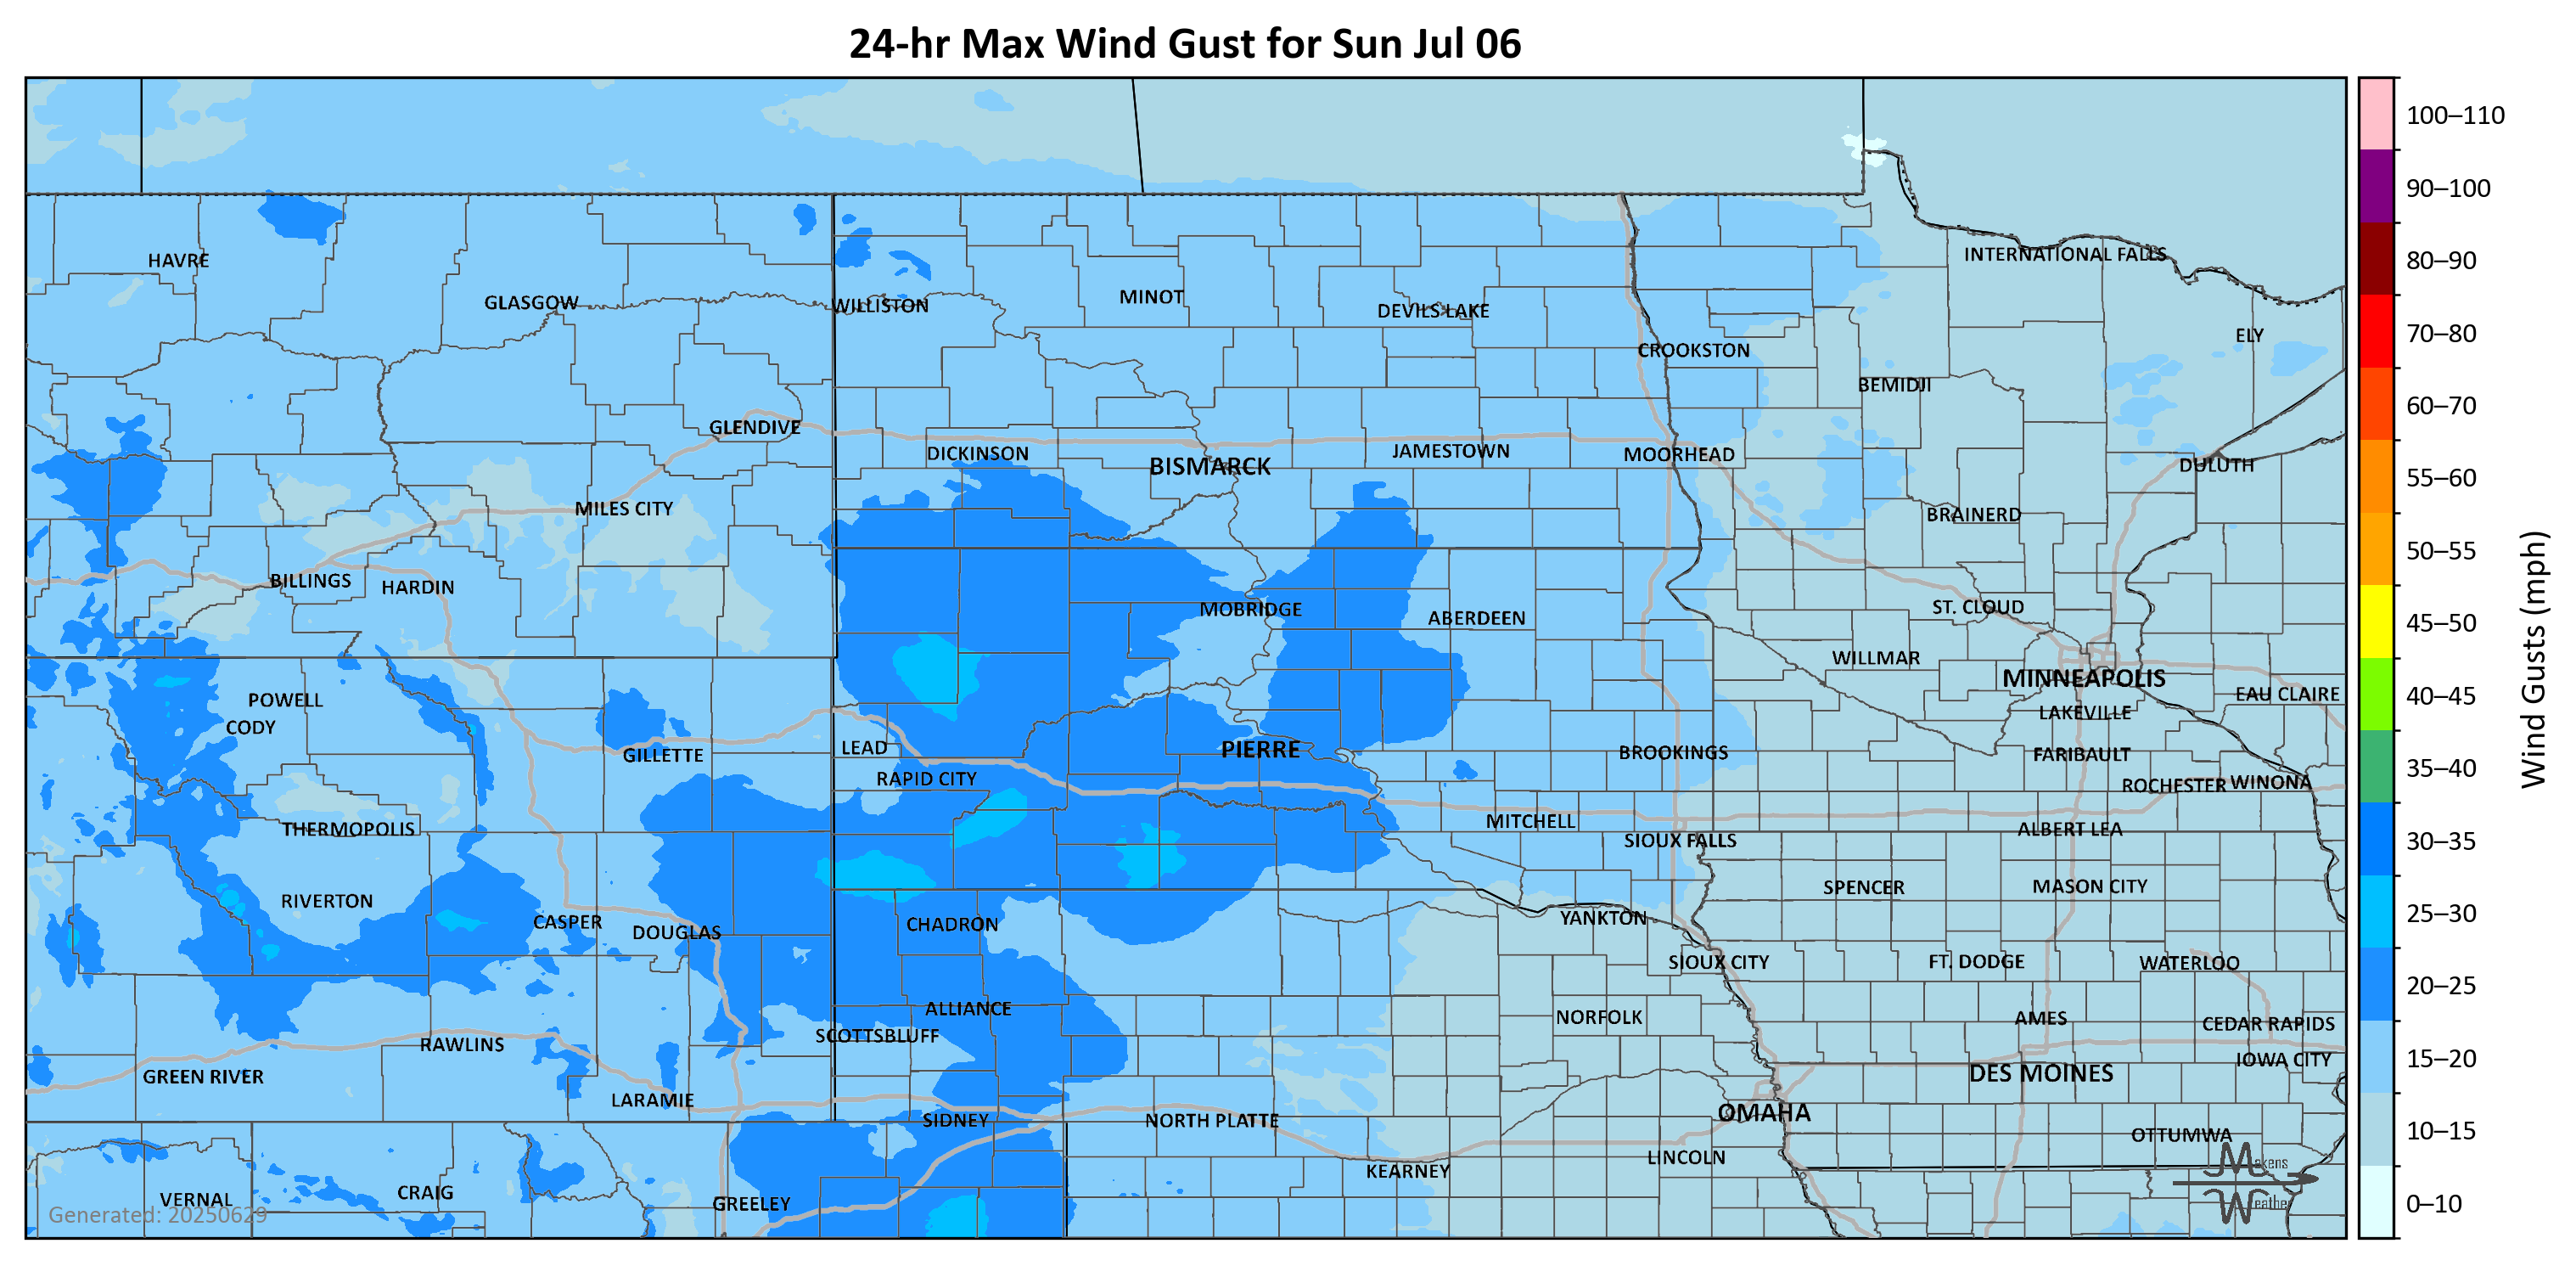 24-hr Max Wind Gust for Sun Jul 06
100–110
90–100
80–90
70–80
60–70
55–60
50–55
45–50
40–45
35–40
30–35
25–30
20–25
15–20
10–15
0–10
Wind Gusts (mph)
HAVRE
INTERNATIONAL FALLS
GLASGOW
WILLISTON
MINOT
DEVILS LAKE
ELY
CROOKSTON
BEMIDJI
GLENDIVE
DICKINSON
BISMARCK
JAMESTOWN
MOORHEAD
DULUTH
MILES CITY
BRAINERD
BILLINGS
HARDIN
MOBRIDGE
ABERDEEN
ST. CLOUD
WILLMAR
MINNEAPOLIS
POWELL
EAU CLAIRE
CODY
LAKEVILLE
GILLETTE
LEAD
PIERRE
BROOKINGS
FARIBAULT
RAPID CITY
ROCHESTER
WINONA
THERMOPOLIS
MITCHELL
ALBERT LEA
SIOUX FALLS
RIVERTON
SPENCER
MASON CITY
CASPER
DOUGLAS
CHADRON
YANKTON
SIOUX CITY
FT. DODGE
WATERLOO
ALLIANCE
NORFOLK
AMES
CEDAR RAPIDS
SCOTTSBLUFF
RAWLINS
IOWA CITY
GREEN RIVER
DES MOINES
LARAMIE
SIDNEY
NORTH PLATTE
OMAHA
OTTUMWA
LINCOLN
KEARNEY
VERNAL
CRAIG
GREELEY
Generated: 20250629
Makens
Weather